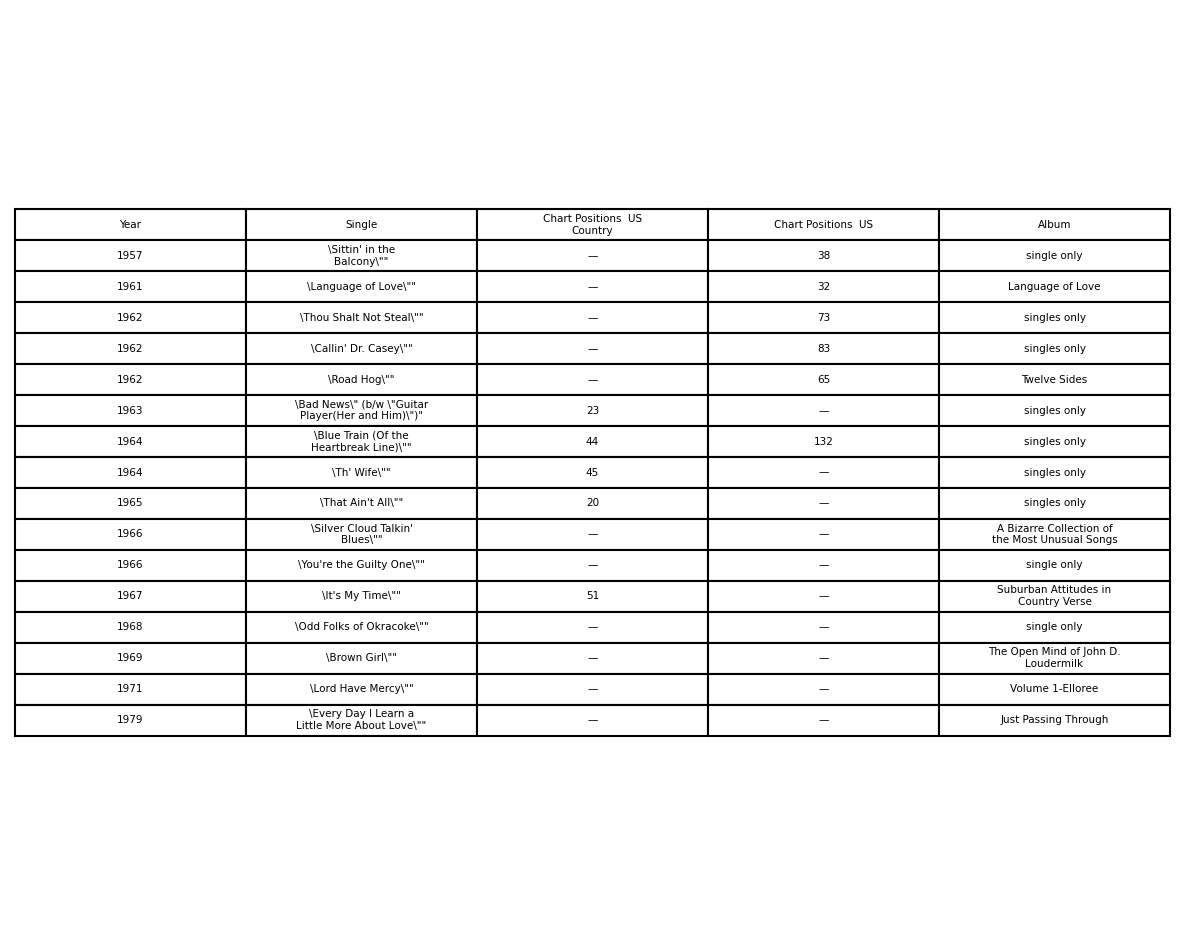 Year Single Chart Positions  US Country Chart Positions  US Album
1957 \Sittin' in the Balcony\"" — 38 single only
1961 \Language of Love\"" — 32 Language of Love
1962 \Thou Shalt Not Steal\"" — 73 singles only
1962 \Callin' Dr. Casey\"" — 83 singles only
1962 \Road Hog\"" — 65 Twelve Sides
1963 \Bad News\" (b/w \"Guitar Player(Her and Him)\")" 23 — singles only
1964 \Blue Train (Of the Heartbreak Line)\"" 44 132 singles only
1964 \Th' Wife\"" 45 — singles only
1965 \That Ain't All\"" 20 — singles only
1966 \Silver Cloud Talkin' Blues\"" — — A Bizarre Collection of the Most Unusual Songs
1966 \You're the Guilty One\"" — — single only
1967 \It's My Time\"" 51 — Suburban Attitudes in Country Verse
1968 \Odd Folks of Okracoke\"" — — single only
1969 \Brown Girl\"" — — The Open Mind of John D. Loudermilk
1971 \Lord Have Mercy\"" — — Volume 1-Elloree
1979 \Every Day I Learn a Little More About Love\"" — — Just Passing Through